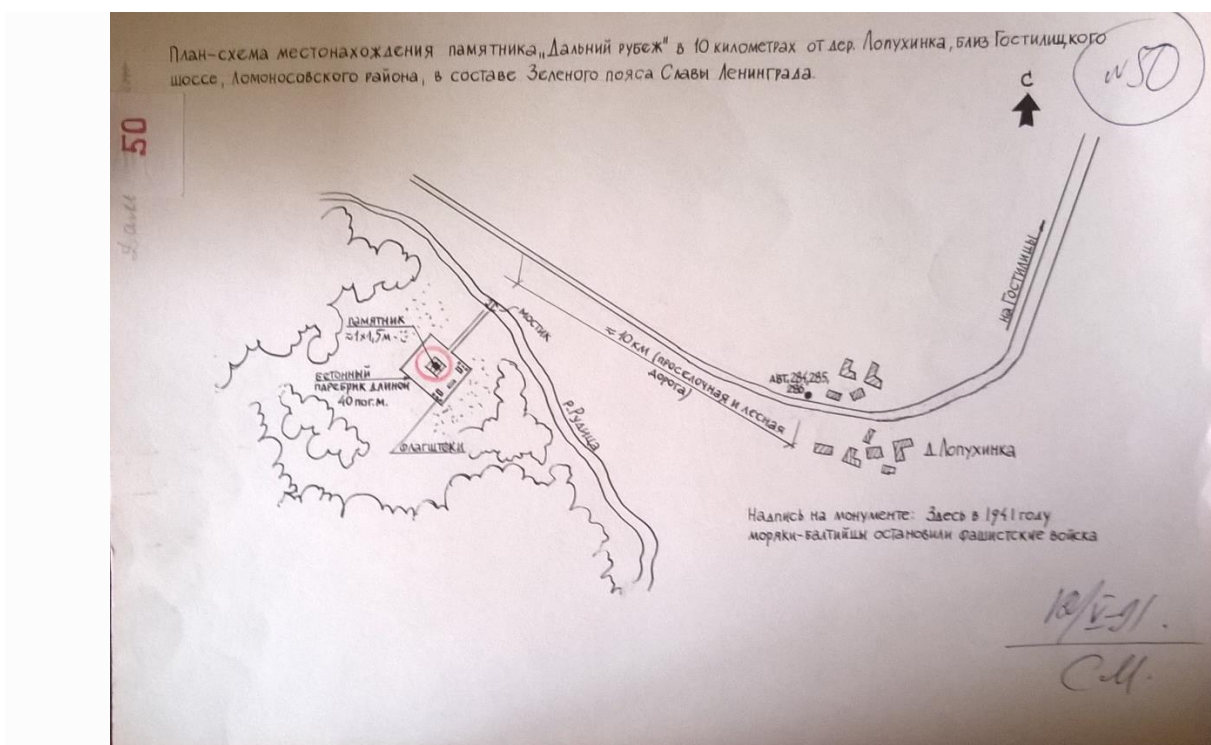 План-схема местонахождения памятника „Дальний рубеж" в 10 километрах от дер. Лопухинка, близ Гостилицкого
шоссе, Ломоносовского района, в составе Зеленого пояса Славы Ленинграда.
№50
С
50
на Гостилицы
мостик
памятник
≈1x1,5м
бетонный
паребрик длиной
40 пог.м.
≈10 км (проселочная и лесная
дорога)
авт. 284, 285,
286
флагштоки
р. Рудица
д. Лопухинка
Надпись на монументе: Здесь в 1941 году
моряки-балтийцы остановили фашистские войска
V-91.
С.М.